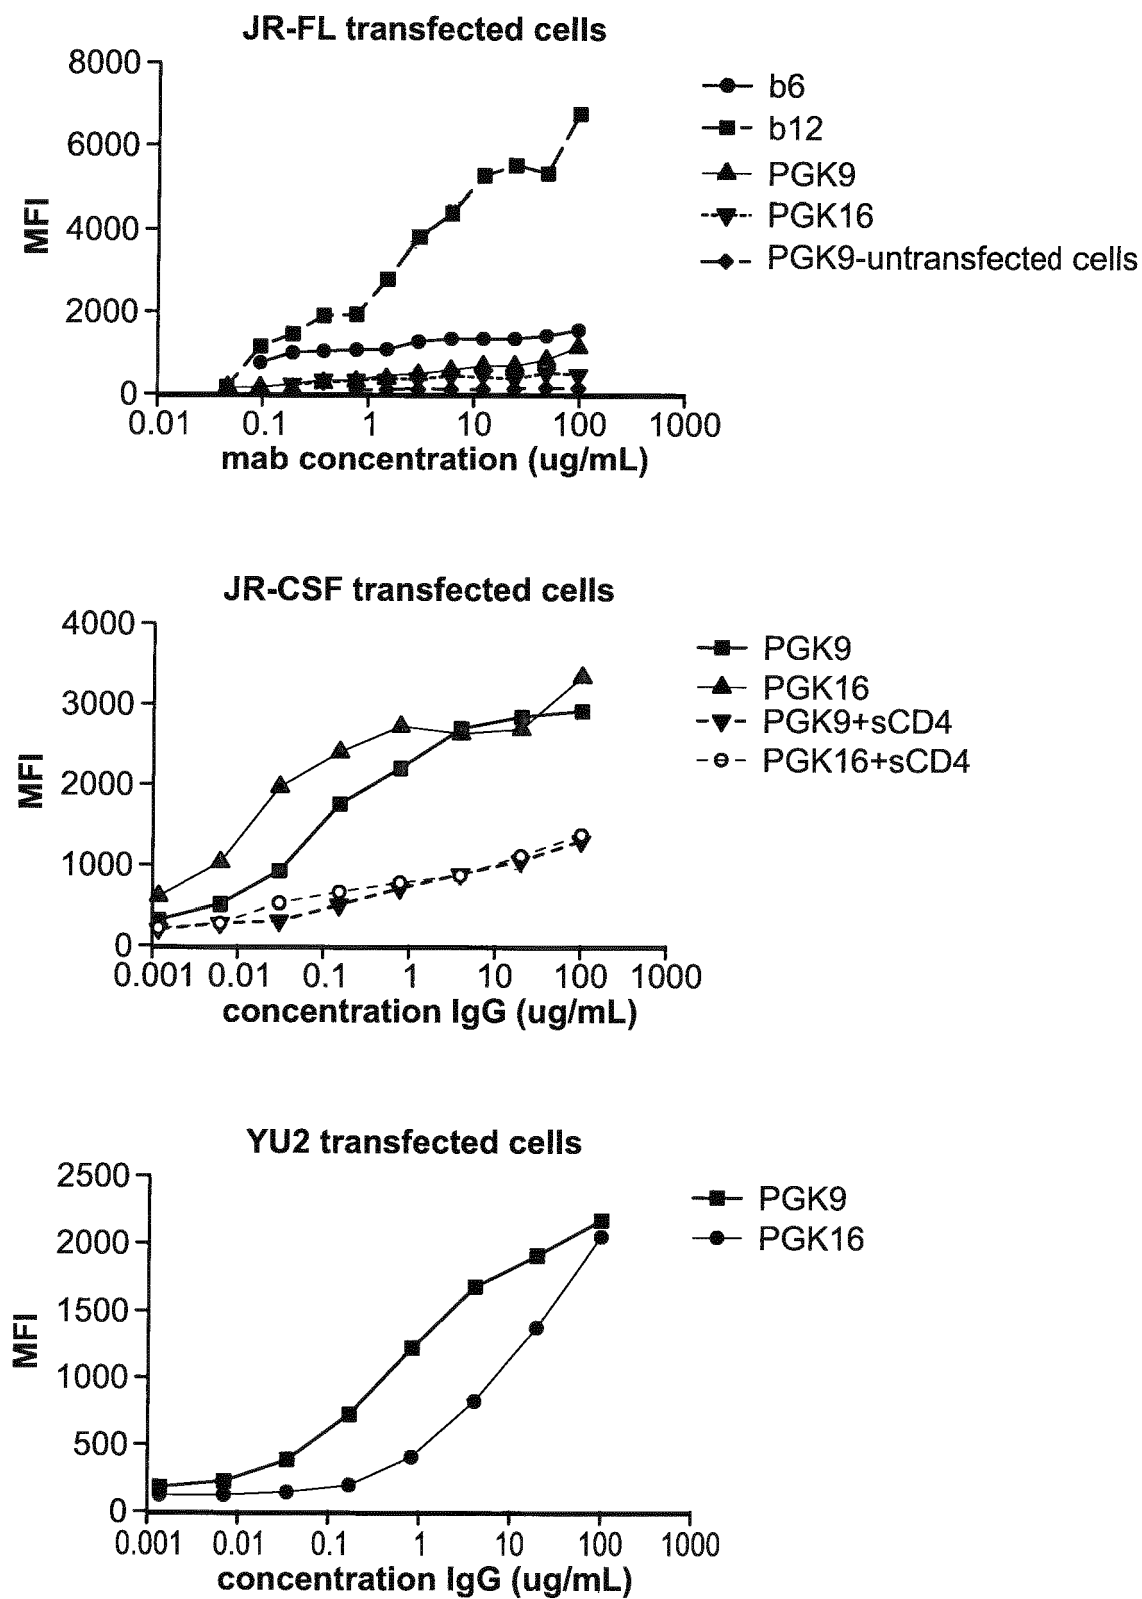 JR-FL transfected cells
8000
6000
4000
2000
0
MFI
0.01 0.1 1 10 100 1000
mab concentration (ug/mL)
b6
b12
PGK9
PGK16
PGK9-untransfected cells
JR-CSF transfected cells
4000
3000
2000
1000
0
MFI
0.001 0.01 0.1 1 10 100 1000
concentration IgG (ug/mL)
PGK9
PGK16
PGK9+sCD4
PGK16+sCD4
YU2 transfected cells
2500
2000
1500
1000
500
0
MFI
0.001 0.01 0.1 1 10 100 1000
concentration IgG (ug/mL)
PGK9
PGK16